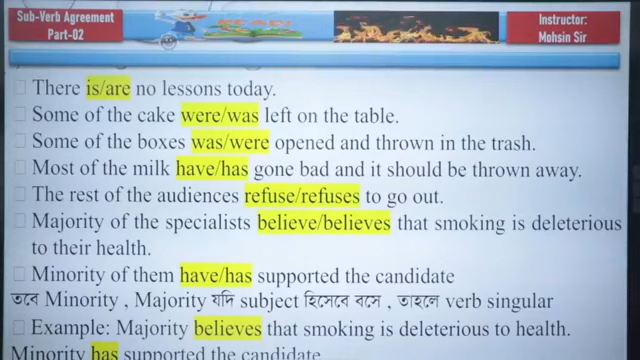 Sub-Verb Agreement
Part-02
READ!
Instructor:
Mohsin Sir
There is/are no lessons today.
Some of the cake were/was left on the table.
Some of the boxes was/were opened and thrown in the trash.
Most of the milk have/has gone bad and it should be thrown away.
The rest of the audiences refuse/refuses to go out.
Majority of the specialists believe/believes that smoking is deleterious
to their health.
Minority of them have/has supported the candidate
তবে Minority , Majority যদি subject হিসেবে বসে , তাহলে verb singular
Example: Majority believes that smoking is deleterious to health.
Minority has supported the candidate